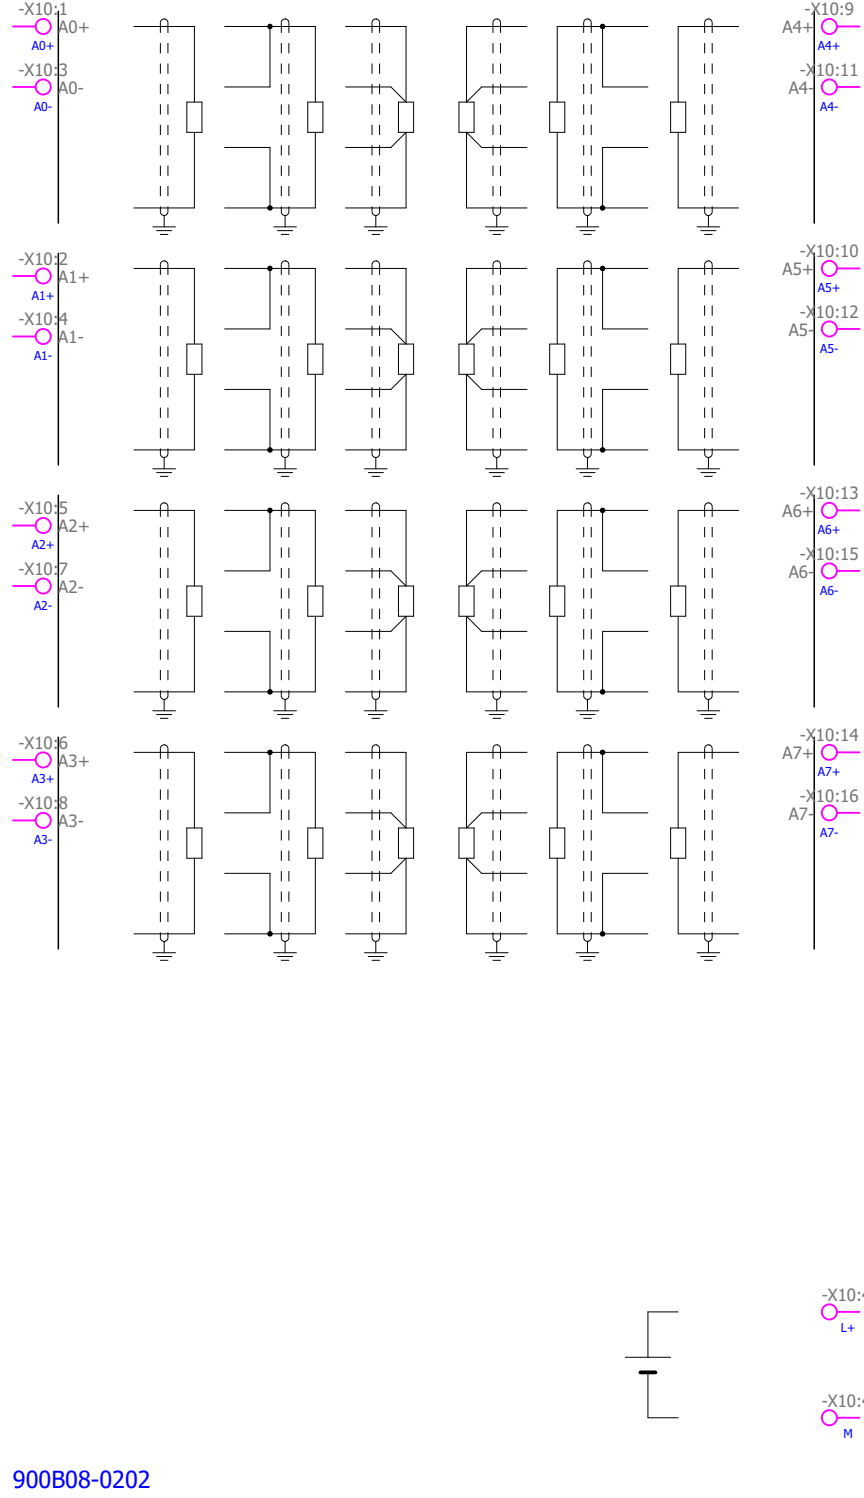 -X10:1
A0+
A0+
-X10:3
A0-
A0-
-X10:9
A4+
A4+
-X10:11
A4-
A4-
-X10:2
A1+
A1+
-X10:4
A1-
A1-
-X10:10
A5+
A5+
-X10:12
A5-
A5-
-X10:5
A2+
A2+
-X10:7
A2-
A2-
-X10:13
A6+
A6+
-X10:15
A6-
A6-
-X10:6
A3+
A3+
-X10:8
A3-
A3-
-X10:14
A7+
A7+
-X10:16
A7-
A7-
L+
M
900B08-0202